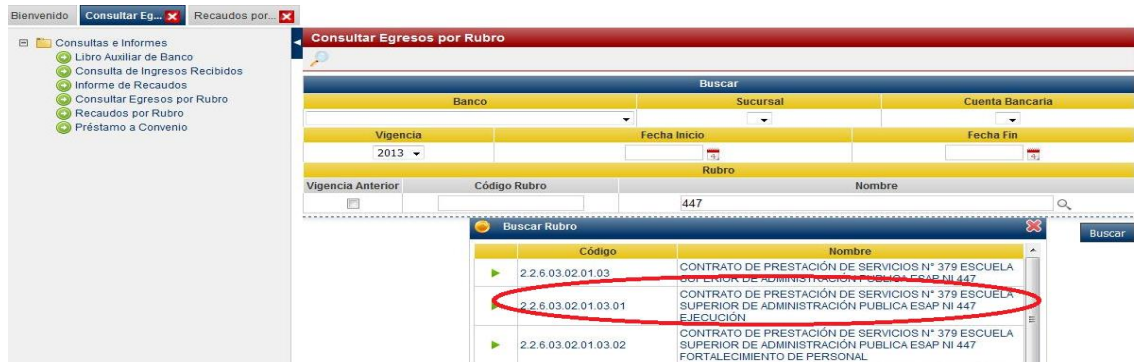 Bienvenido
Consultar Eg...
Recaudos por...
Consultas e Informes
Libro Auxiliar de Banco
Consulta de Ingresos Recibidos
Informe de Recaudos
Consultar Egresos por Rubro
Recaudos por Rubro
Préstamo a Convenio
Consultar Egresos por Rubro
Buscar
Banco Sucursal Cuenta Bancaria
Vigencia Fecha Inicio Fecha Fin
2013
Rubro
Vigencia Anterior Código Rubro Nombre
447
Buscar Rubro
Buscar
Código Nombre
2.2.6.03.02.01.03
CONTRATO DE PRESTACIÓN DE SERVICIOS N° 379 ESCUELA
SUPERIOR DE ADMINISTRACIÓN PUBLICA ESAP NI 447
2.2.6.03.02.01.03.01
CONTRATO DE PRESTACIÓN DE SERVICIOS N° 379 ESCUELA
SUPERIOR DE ADMINISTRACIÓN PUBLICA ESAP NI 447
EJECUCIÓN
2.2.6.03.02.01.03.02
CONTRATO DE PRESTACIÓN DE SERVICIOS N° 379 ESCUELA
SUPERIOR DE ADMINISTRACIÓN PUBLICA ESAP NI 447
FORTALECIMIENTO DE PERSONAL